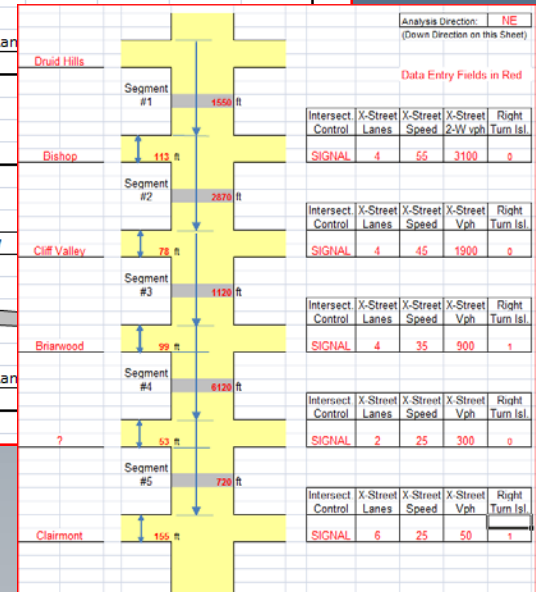 Analysis Direction: NE
(Down Direction on this Sheet)
an
Druid Hills
Data Entry Fields in Red
Segment
#1
1550 ft
Intersect. X-Street X-Street X-Street Right
Control Lanes Speed 2-W vph Turn Isl.
Bishop 113 ft SIGNAL 4 55 3100 0
Segment
#2
2870 ft
Intersect. X-Street X-Street X-Street Right
Control Lanes Speed Vph Turn Isl.
Cliff Valley 78 ft SIGNAL 4 45 1900 0
Segment
#3
1120 ft
Intersect. X-Street X-Street X-Street Right
Control Lanes Speed Vph Turn Isl.
Briarwood 99 ft SIGNAL 4 35 900 1
an
Segment
#4
6120 ft
Intersect. X-Street X-Street X-Street Right
Control Lanes Speed Vph Turn Isl.
? 53 ft SIGNAL 2 25 300 0
Segment
#5
720 ft
Intersect. X-Street X-Street X-Street Right
Control Lanes Speed Vph Turn Isl.
Clairmont 155 ft SIGNAL 6 25 50 1